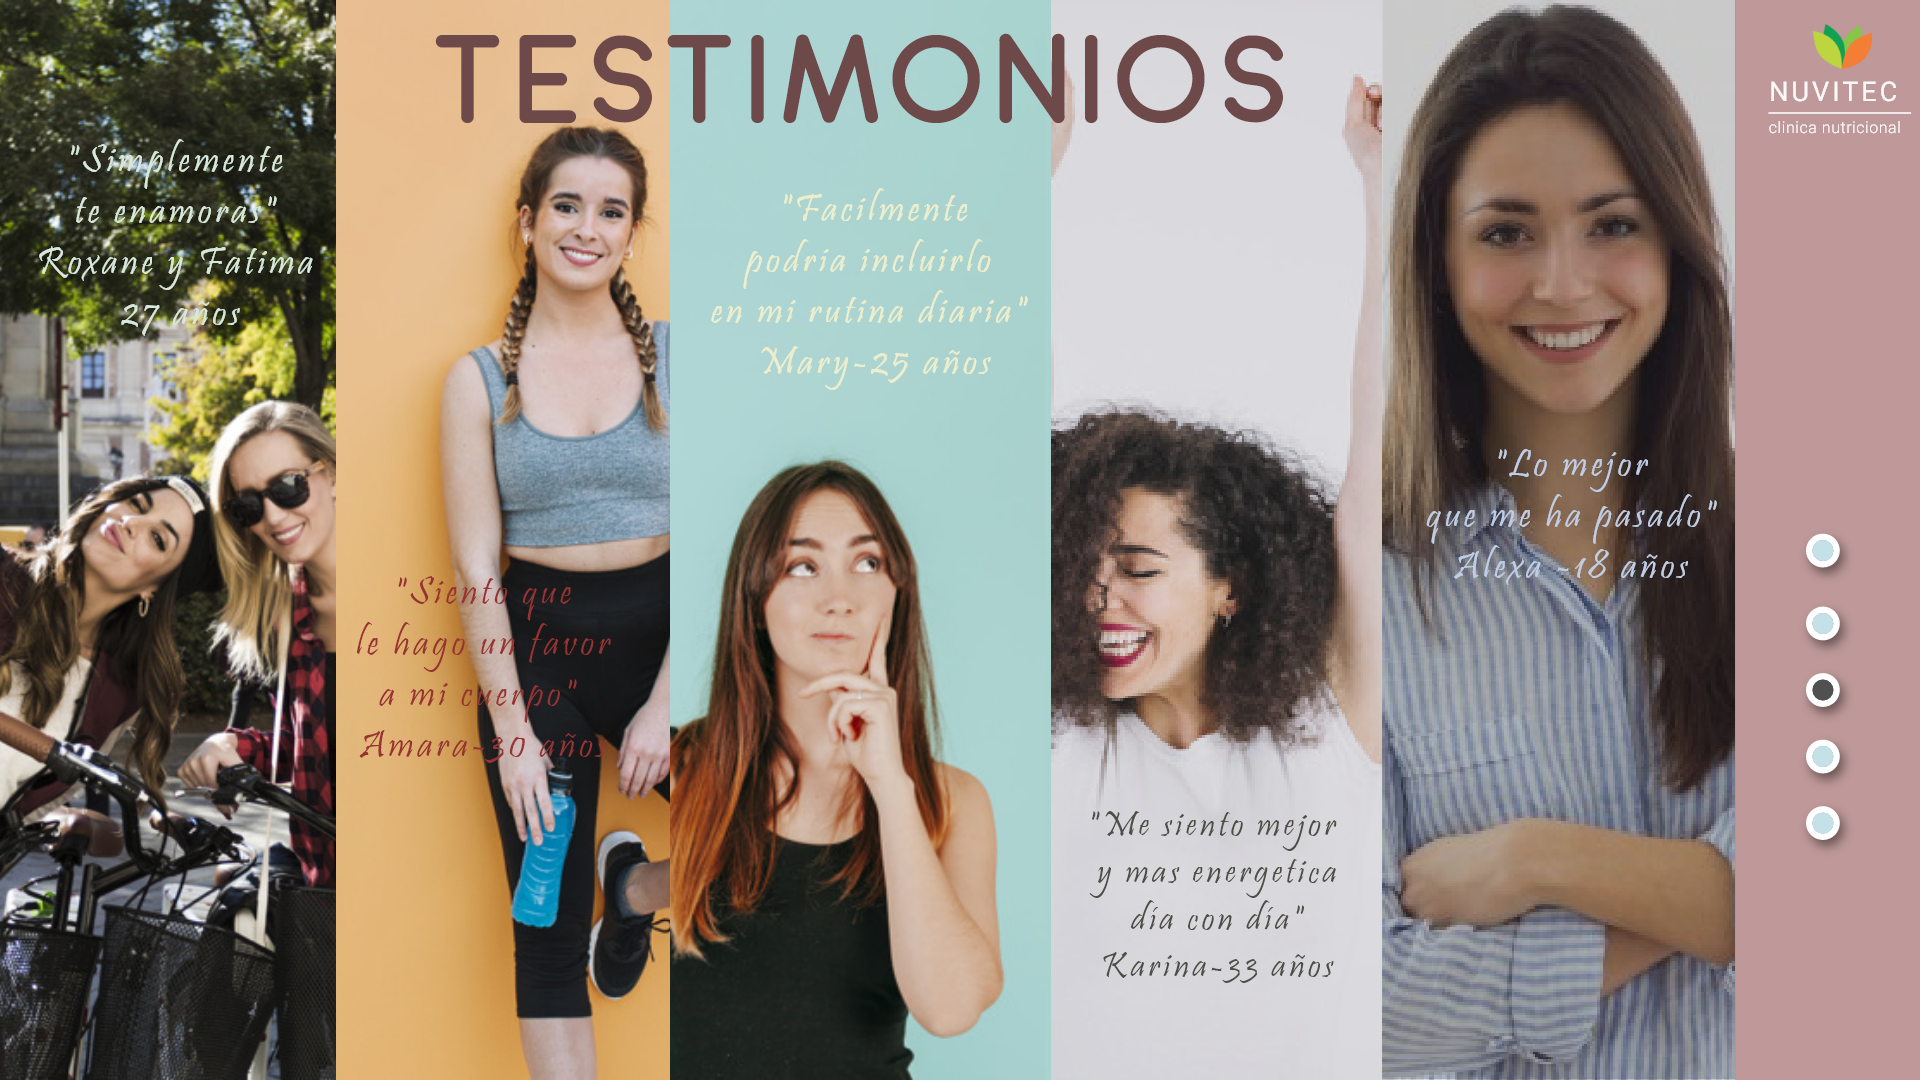 TESTIMONIOS
"Simplemente
te enamoras"
Roxane y Fatima
27 años
"Siento que
le hago un favor
a mi cuerpo"
Amara-30 años
"Facilmente
podria incluirlo
en mi rutina diaria"
Mary-25 años
"Me siento mejor
y mas energetica
día con día"
Karina-33 años
"Lo mejor
que me ha pasado"
Alexa -18 años
NUVITEC
clinica nutricional